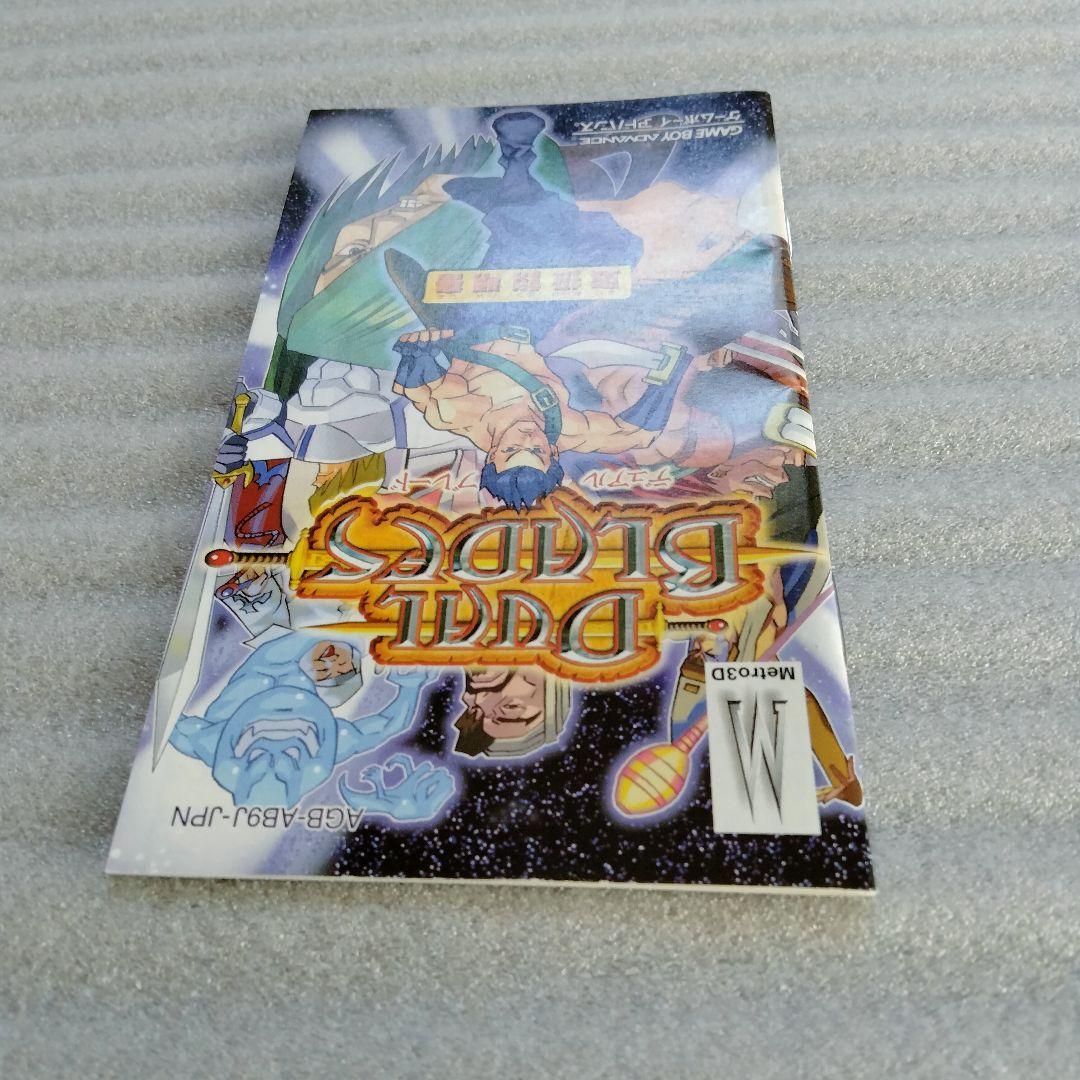 AGB-AB9J-JPN
Metro3D
DUAL
BLADES
デュアル ブレード
取扱説明書
GAME BOY ADVANCE
ゲームボーイアドバンス